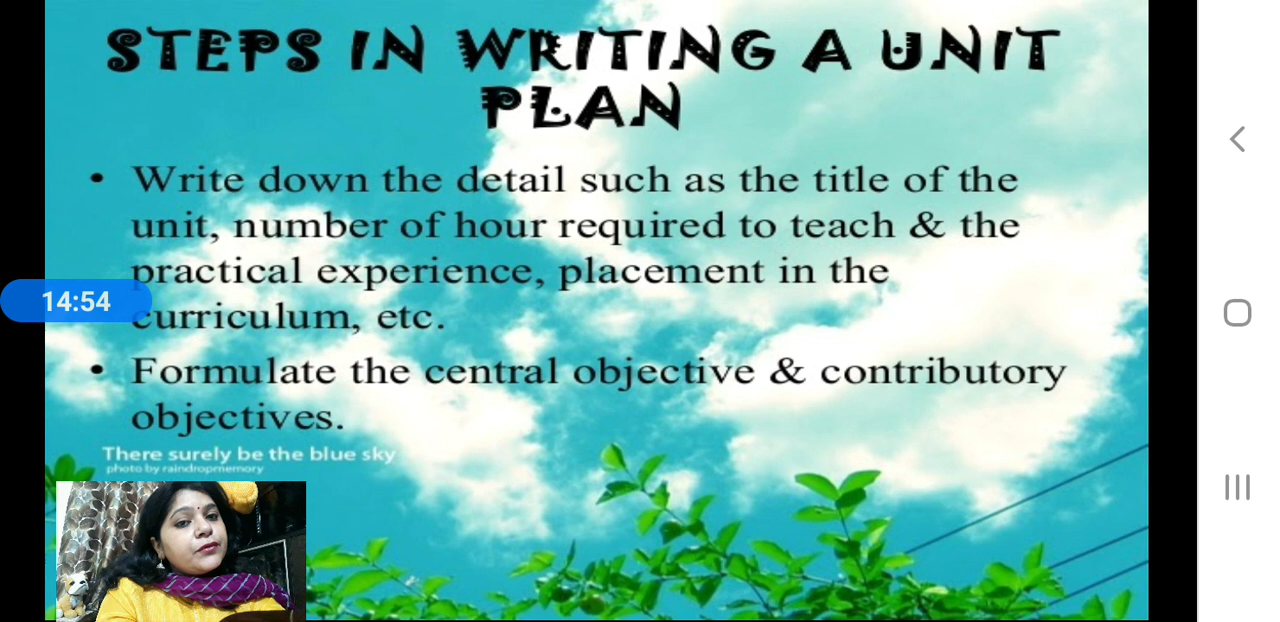 STEPS IN WRITING A UNIT
PLAN
• Write down the detail such as the title of the
unit, number of hour required to teach & the
practical experience, placement in the
14:54
curriculum, etc.
• Formulate the central objective & contributory
objectives.
There surely be the blue sky
photo by raindropmemory